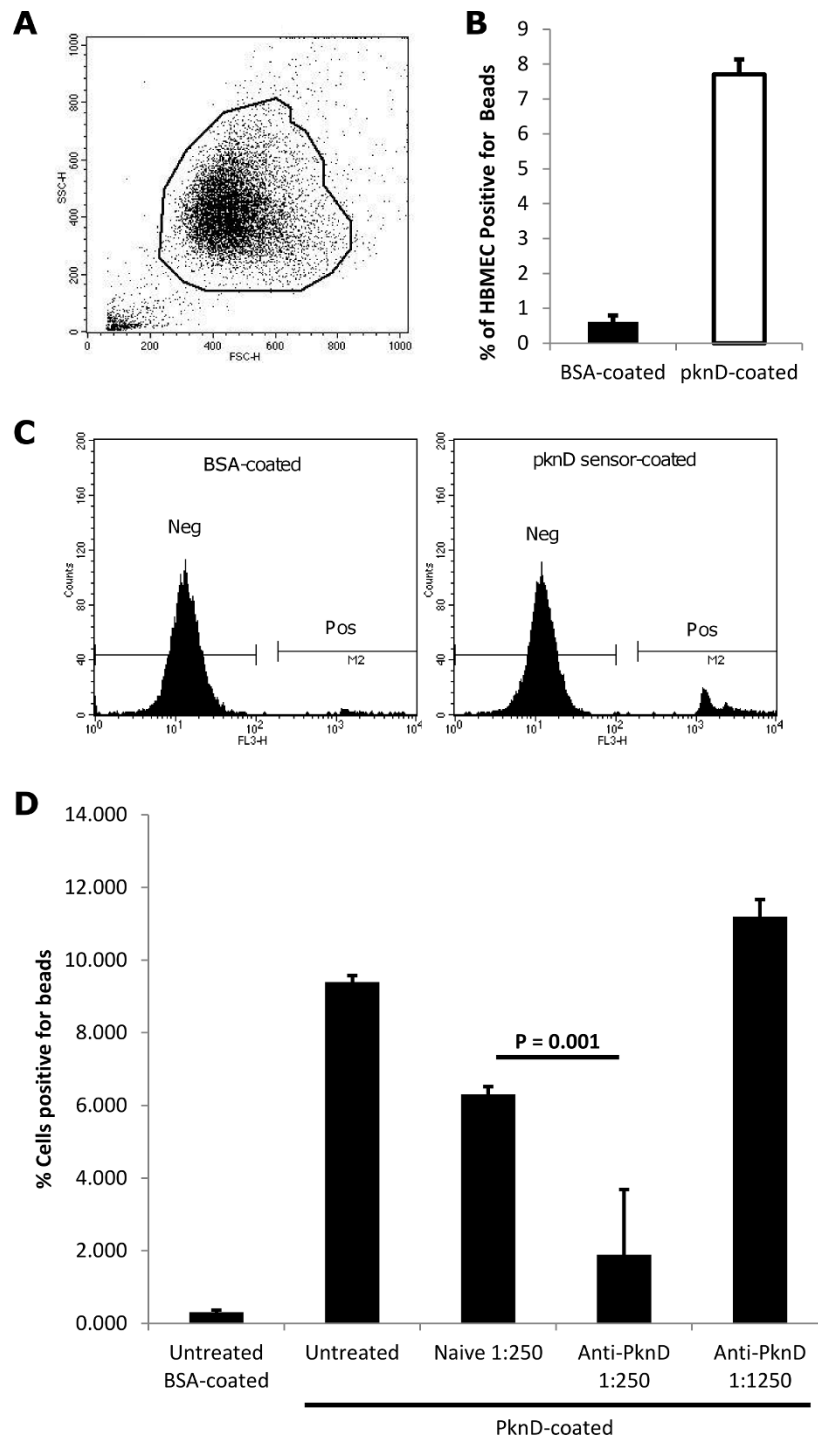 A
1000
800
600
400
200
0
SSC-H
0 200 400 600 800 1000
FSC-H
B
9
8
7
6
5
4
3
2
1
0
% of HBMEC Positive for Beads
BSA-coated pknD-coated
C
200
160
120
80
40
0
Counts
BSA-coated
Neg
Pos
M2
10^0 10^1 10^2 10^3 10^4
FL3-H
200
160
120
80
40
0
Counts
pknD sensor-coated
Neg
Pos
M2
10^0 10^1 10^2 10^3 10^4
FL3-H
D
14.000
12.000
10.000
8.000
6.000
4.000
2.000
0.000
% Cells positive for beads
P = 0.001
Untreated BSA-coated
Untreated
Naive 1:250
Anti-PknD 1:250
Anti-PknD 1:1250
PknD-coated